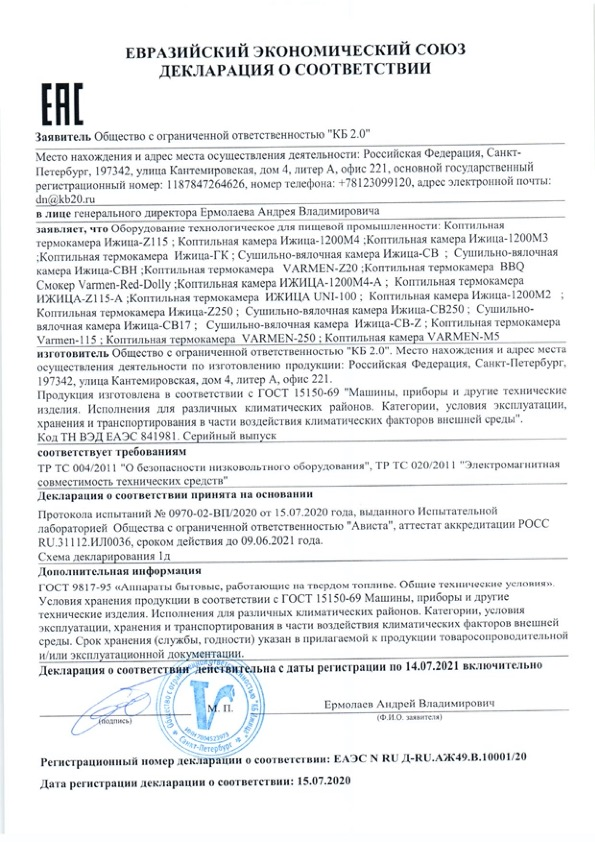 ЕВРАЗИЙСКИЙ ЭКОНОМИЧЕСКИЙ СОЮЗ
ДЕКЛАРАЦИЯ О СООТВЕТСТВИИ
ЕАС
Заявитель Общество с ограниченной ответственностью "КБ 2.0"
Место нахождения и адрес места осуществления деятельности: Российская Федерация, Санкт-
Петербург, 197342, улица Кантемировская, дом 4, литер А, офис 221, основной государственный
регистрационный номер: 1187847264626, номер телефона: +78123099120, адрес электронной почты:
dn@kb20.ru
в лице генерального директора Ермолаева Андрея Владимировича
заявляет, что Оборудование технологическое для пищевой промышленности: Коптильная
термокамера Ижица-Z115 ; Коптильная камера Ижица-1200М4 ;Коптильная камера Ижица-1200М3
;Коптильная камера Ижица-ГК ; Сушильно-вялочная камера Ижица-СВ ; Сушильно-вялочная
камера Ижица-СВН ;Коптильная термокамера VARMEN-Z20 ;Коптильная термокамера BBQ
Смокер Varmen-Red-Dolly ;Коптильная камера ИЖИЦА-1200М4-А ; Коптильная термокамера
ИЖИЦА-Z115-А ;Коптильная термокамера ИЖИЦА UNI-100 ; Коптильная камера Ижица-1200М2 ;
Коптильная термокамера Ижица-Z250 ; Сушильно-вялочная камера Ижица-СВ250 ; Сушильно-
вялочная камера Ижица-СВ17 ; Сушильно-вялочная камера Ижица-СВ-Z ; Коптильная термокамера
Varmen-115 ; Коптильная термокамера VARMEN-250 ; Коптильная камера VARMEN-M5
изготовитель Общество с ограниченной ответственностью "КБ 2.0". Место нахождения и адрес места
осуществления деятельности по изготовлению продукции: Российская Федерация, Санкт-Петербург,
197342, улица Кантемировская, дом 4, литер А, офис 221.
Продукция изготовлена в соответствии с ГОСТ 15150-69 "Машины, приборы и другие технические
изделия. Исполнения для различных климатических районов. Категории, условия эксплуатации,
хранения и транспортирования в части воздействия климатических факторов внешней среды".
Код ТН ВЭД ЕАЭС 841981. Серийный выпуск
соответствует требованиям
ТР ТС 004/2011 "О безопасности низковольтного оборудования", ТР ТС 020/2011 "Электромагнитная
совместимость технических средств"
Декларация о соответствии принята на основании
Протокола испытаний № 0970-02-ВП/2020 от 15.07.2020 года, выданного Испытательной
лабораторией Общества с ограниченной ответственностью "Ависта", аттестат аккредитации РОСС
RU.31112.ИЛ0036, сроком действия до 09.06.2021 года.
Схема декларирования 1д
Дополнительная информация
ГОСТ 9817-95 «Аппараты бытовые, работающие на твердом топливе. Общие технические условия».
Условия хранения продукции в соответствии с ГОСТ 15150-69 Машины, приборы и другие
технические изделия. Исполнения для различных климатических районов. Категории, условия
эксплуатации, хранения и транспортирования в части воздействия климатических факторов внешней
среды. Срок хранения (службы, годности) указан в прилагаемой к продукции товаросопроводительной
и/или эксплуатационной документации.
Декларация о соответствии действительна с даты регистрации по 14.07.2021 включительно
М. П.
Ермолаев Андрей Владимирович
(подпись)
(Ф.И.О. заявителя)
Санкт-Петербург
Регистрационный номер декларации о соответствии: ЕАЭС N RU Д-RU.АЖ49.В.10001/20
Дата регистрации декларации о соответствии: 15.07.2020